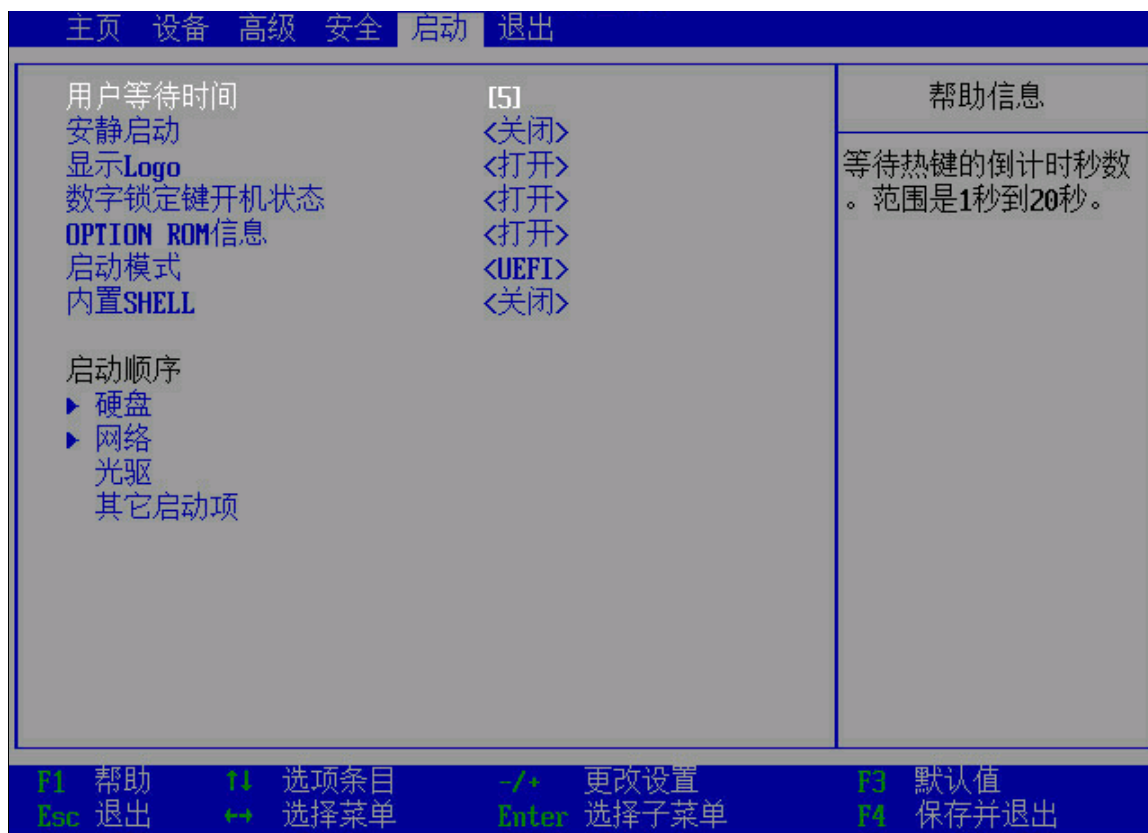 主页 设备 高级 安全 启动 退出
用户等待时间 [5]
安静启动 <关闭>
显示Logo <打开>
数字锁定键开机状态 <打开>
OPTION ROM信息 <打开>
启动模式 <UEFI>
内置SHELL <关闭>
启动顺序
硬盘
网络
光驱
其它启动项
帮助信息
等待热键的倒计时秒数
。范围是1秒到20秒。
F1 帮助 ↑↓ 选项条目 -/+ 更改设置 F3 默认值
Esc 退出 ←→ 选择菜单 Enter 选择子菜单 F4 保存并退出